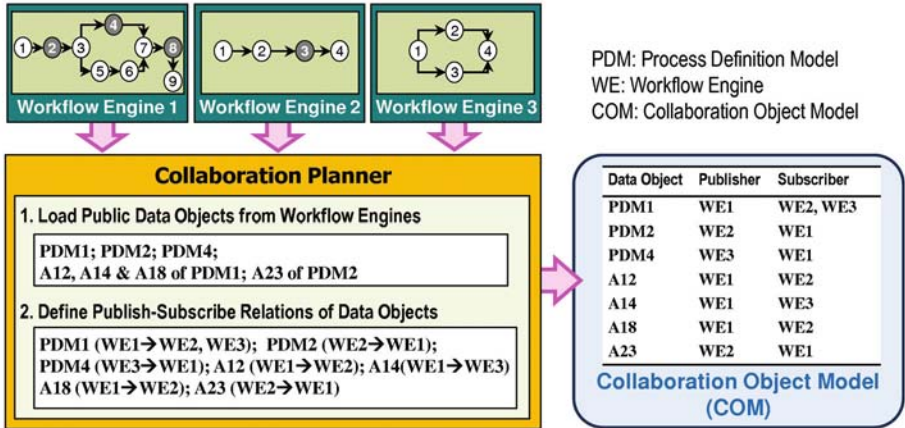 1 2 3 4 5 6 7 8 9
Workflow Engine 1
1 2 3 4
Workflow Engine 2
1 2 3 4
Workflow Engine 3
PDM: Process Definition Model
WE: Workflow Engine
COM: Collaboration Object Model
Collaboration Planner
1. Load Public Data Objects from Workflow Engines
PDM1; PDM2; PDM4;
A12, A14 & A18 of PDM1; A23 of PDM2
2. Define Publish-Subscribe Relations of Data Objects
PDM1 (WE1→WE2, WE3); PDM2 (WE2→WE1);
PDM4 (WE3→WE1); A12 (WE1→WE2); A14(WE1→WE3)
A18 (WE1→WE2); A23 (WE2→WE1)
Data Object Publisher Subscriber
PDM1 WE1 WE2, WE3
PDM2 WE2 WE1
PDM4 WE3 WE1
A12 WE1 WE2
A14 WE1 WE3
A18 WE1 WE2
A23 WE2 WE1
Collaboration Object Model
(COM)